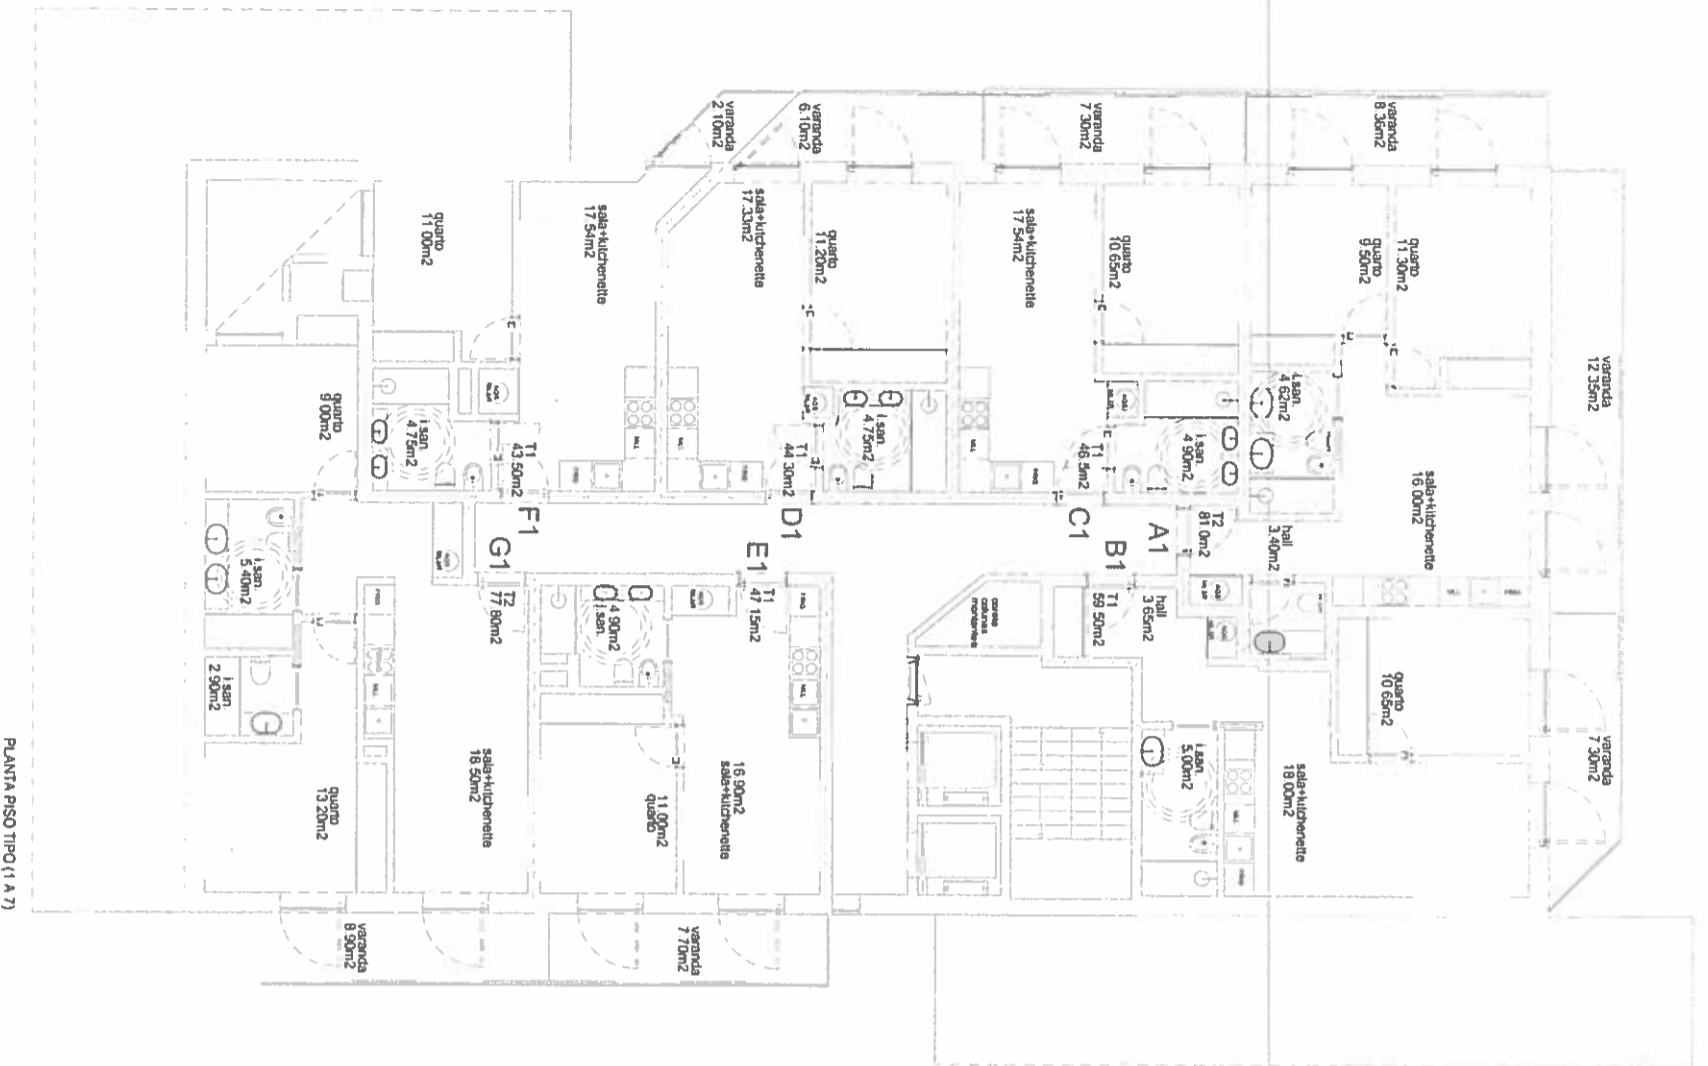 varanda
2.10m2
varanda
6.10m2
varanda
7.30m2
varanda
8.36m2
quarto
11.00m2
sala+kitchenette
17.54m2
sala+kitchenette
17.33m2
quarto
11.20m2
sala+kitchenette
17.54m2
quarto
10.65m2
quarto
9.50m2
quarto
11.30m2
varanda
12.35m2
quarto
9.00m2
i.san.
4.75m2
T1
43.50m2
T1
44.30m2
i.san.
4.75m2
T1
46.5m2
i.san.
4.90m2
i.san.
4.62m2
sala+kitchenette
16.00m2
F1
G1
D1
E1
C1
B1
A1
T2
81.0m2
hall
3.40m2
i.san.
5.40m2
T2
77.80m2
4.90m2
i.san.
T1
47.15m2
corete
colunas
montantes
T1
59.50m2
hall
3.65m2
i.san.
2.90m2
quarto
13.20m2
sala+kitchenette
18.50m2
11.00m2
quarto
16.90m2
sala+kitchenette
i.san.
5.00m2
sala+kitchenette
18.00m2
quarto
10.65m2
varanda
7.30m2
varanda
8.90m2
varanda
7.70m2
PLANTA PISO TIPO (1 A 7)